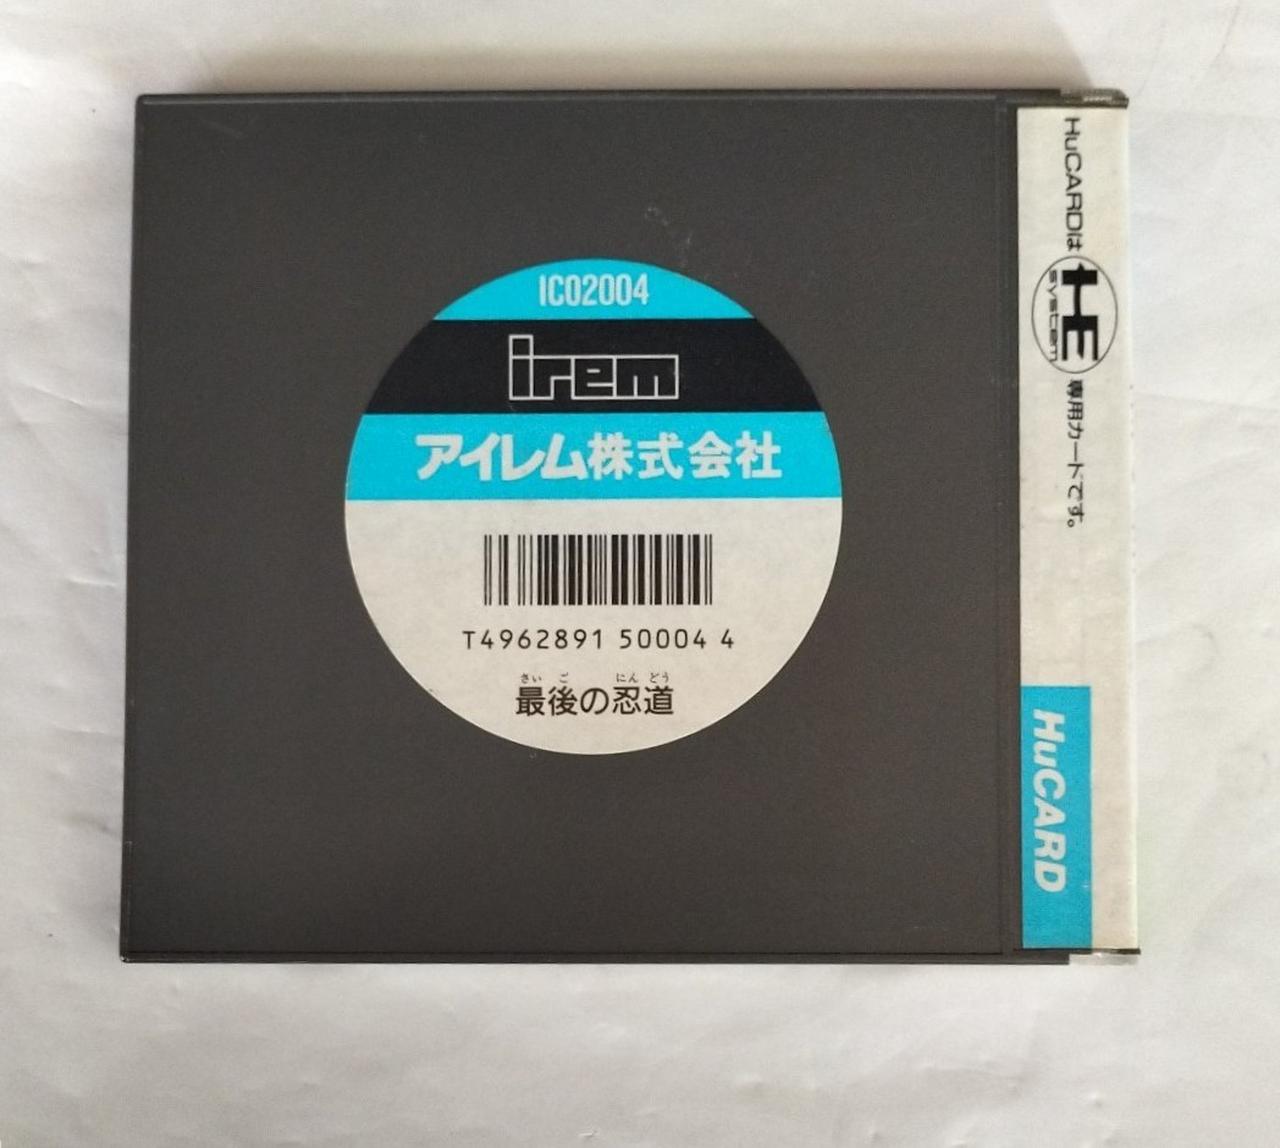 IC02004
irem
アイレム株式会社
T4962891 50004 4
さい ご にん どう
最後の忍道
HuCARDは HE system 専用カードです。
HuCARD